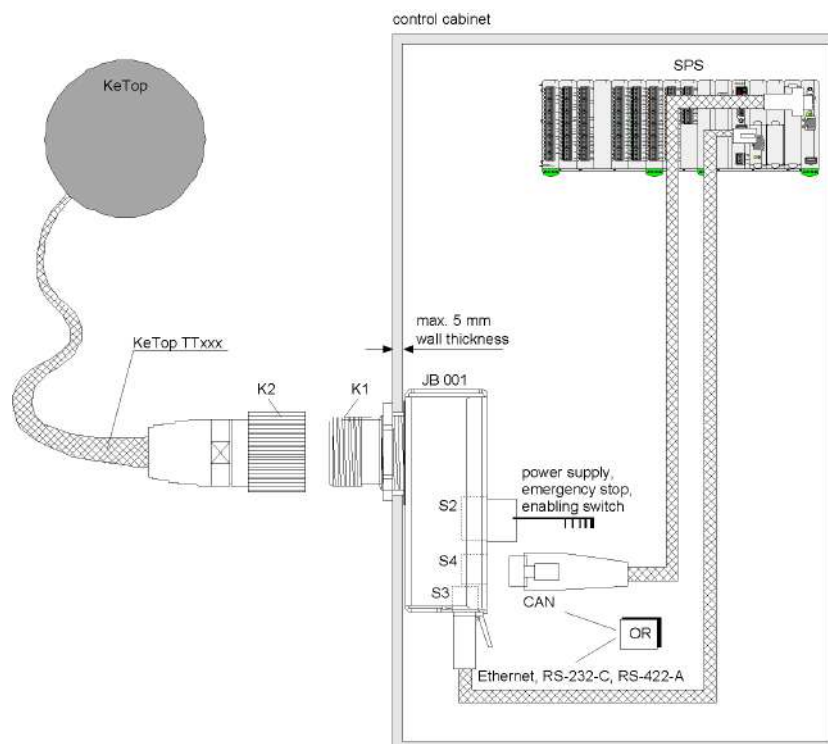 control cabinet
SPS
KeTop
max. 5 mm
wall thickness
KeTop TTxxx
JB 001
K2
K1
power supply,
emergency stop,
enabling switch
S2
S4
S3
CAN
OR
Ethernet, RS-232-C, RS-422-A